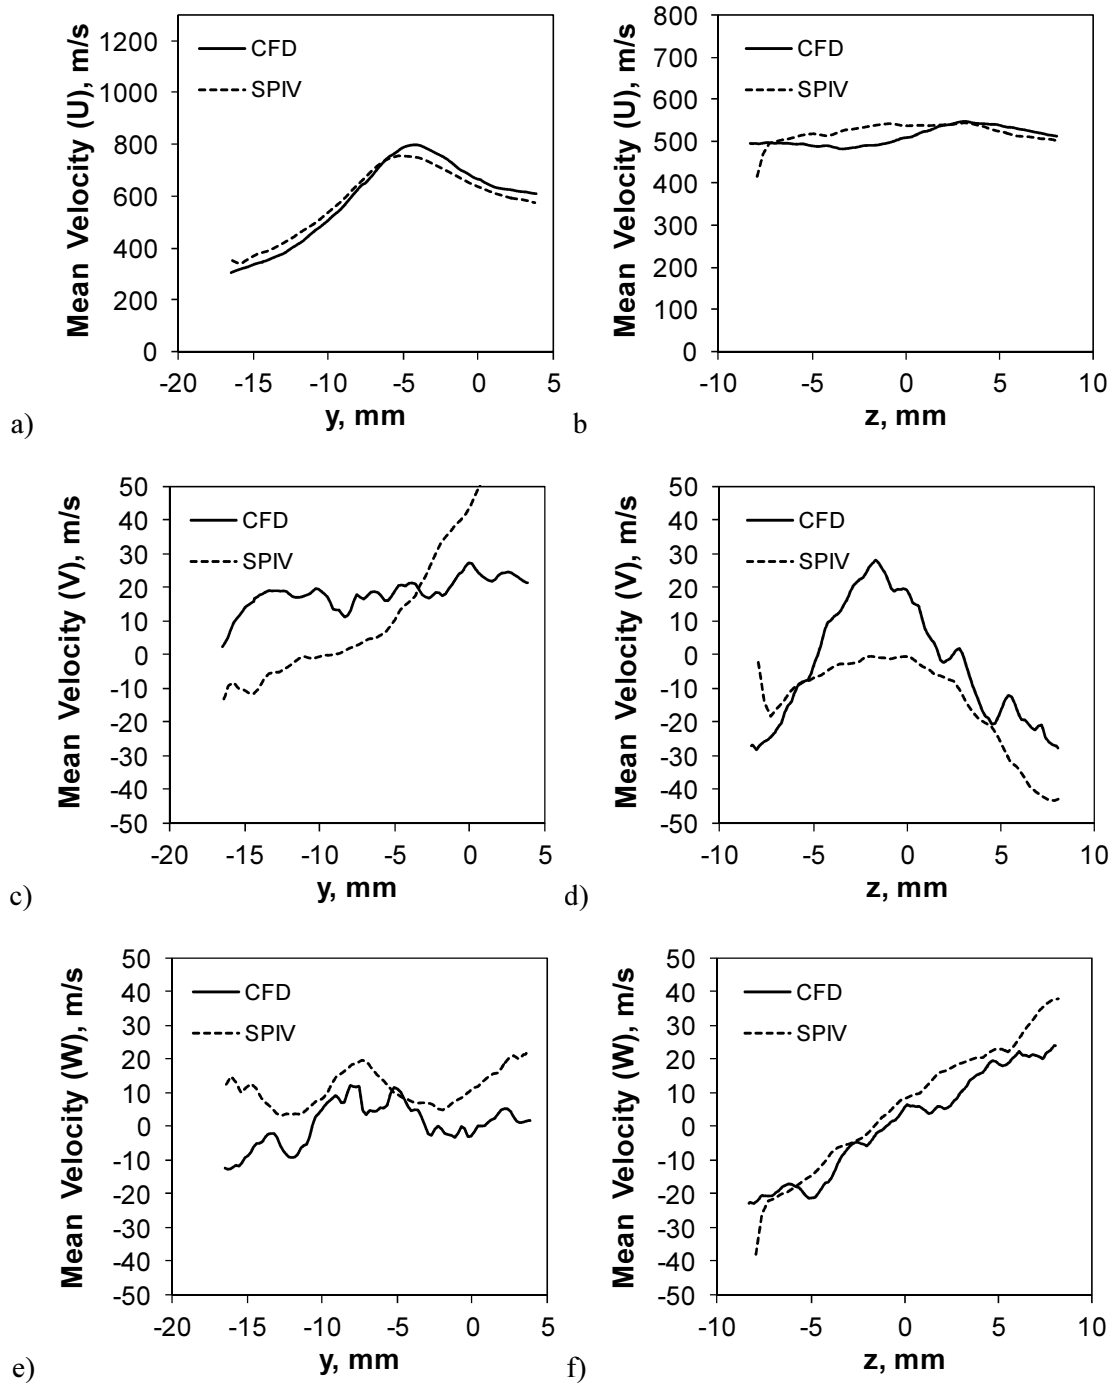 1200
1000
800
600
400
200
0
Mean Velocity (U), m/s
CFD
SPIV
-20 -15 -10 -5 0 5
y, mm
a)
800
700
600
500
400
300
200
100
0
Mean Velocity (U), m/s
CFD
SPIV
-10 -5 0 5 10
z, mm
b
50
40
30
20
10
0
-10
-20
-30
-40
-50
Mean Velocity (V), m/s
CFD
SPIV
-20 -15 -10 -5 0 5
y, mm
c)
50
40
30
20
10
0
-10
-20
-30
-40
-50
Mean Velocity (V), m/s
CFD
SPIV
-10 -5 0 5 10
z, mm
d)
50
40
30
20
10
0
-10
-20
-30
-40
-50
Mean Velocity (W), m/s
CFD
SPIV
-20 -15 -10 -5 0 5
y, mm
e)
50
40
30
20
10
0
-10
-20
-30
-40
-50
Mean Velocity (W), m/s
CFD
SPIV
-10 -5 0 5 10
z, mm
f)